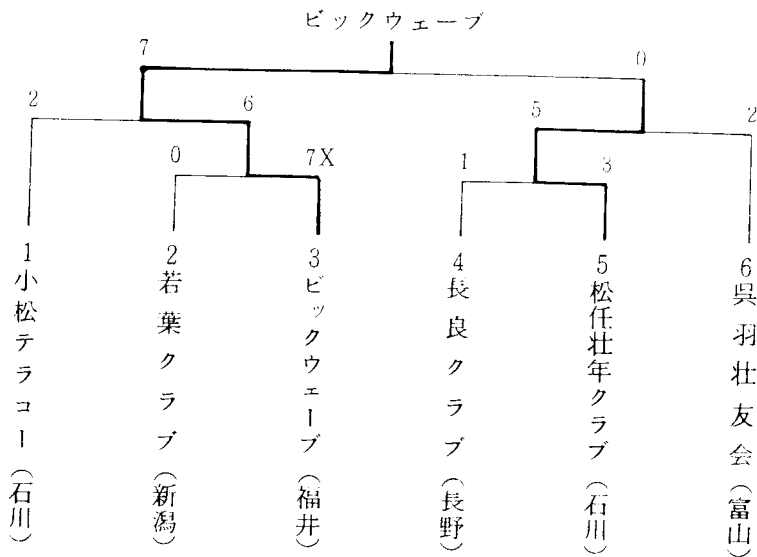 ビックウェーブ
7
0
2
6
5
2
0
7X
1
3
1 小松テラコー（石川）
2 若葉クラブ（新潟）
3 ビックウェーブ（福井）
4 長良クラブ（長野）
5 松任壮年クラブ（石川）
6 呉羽壮友会（富山）